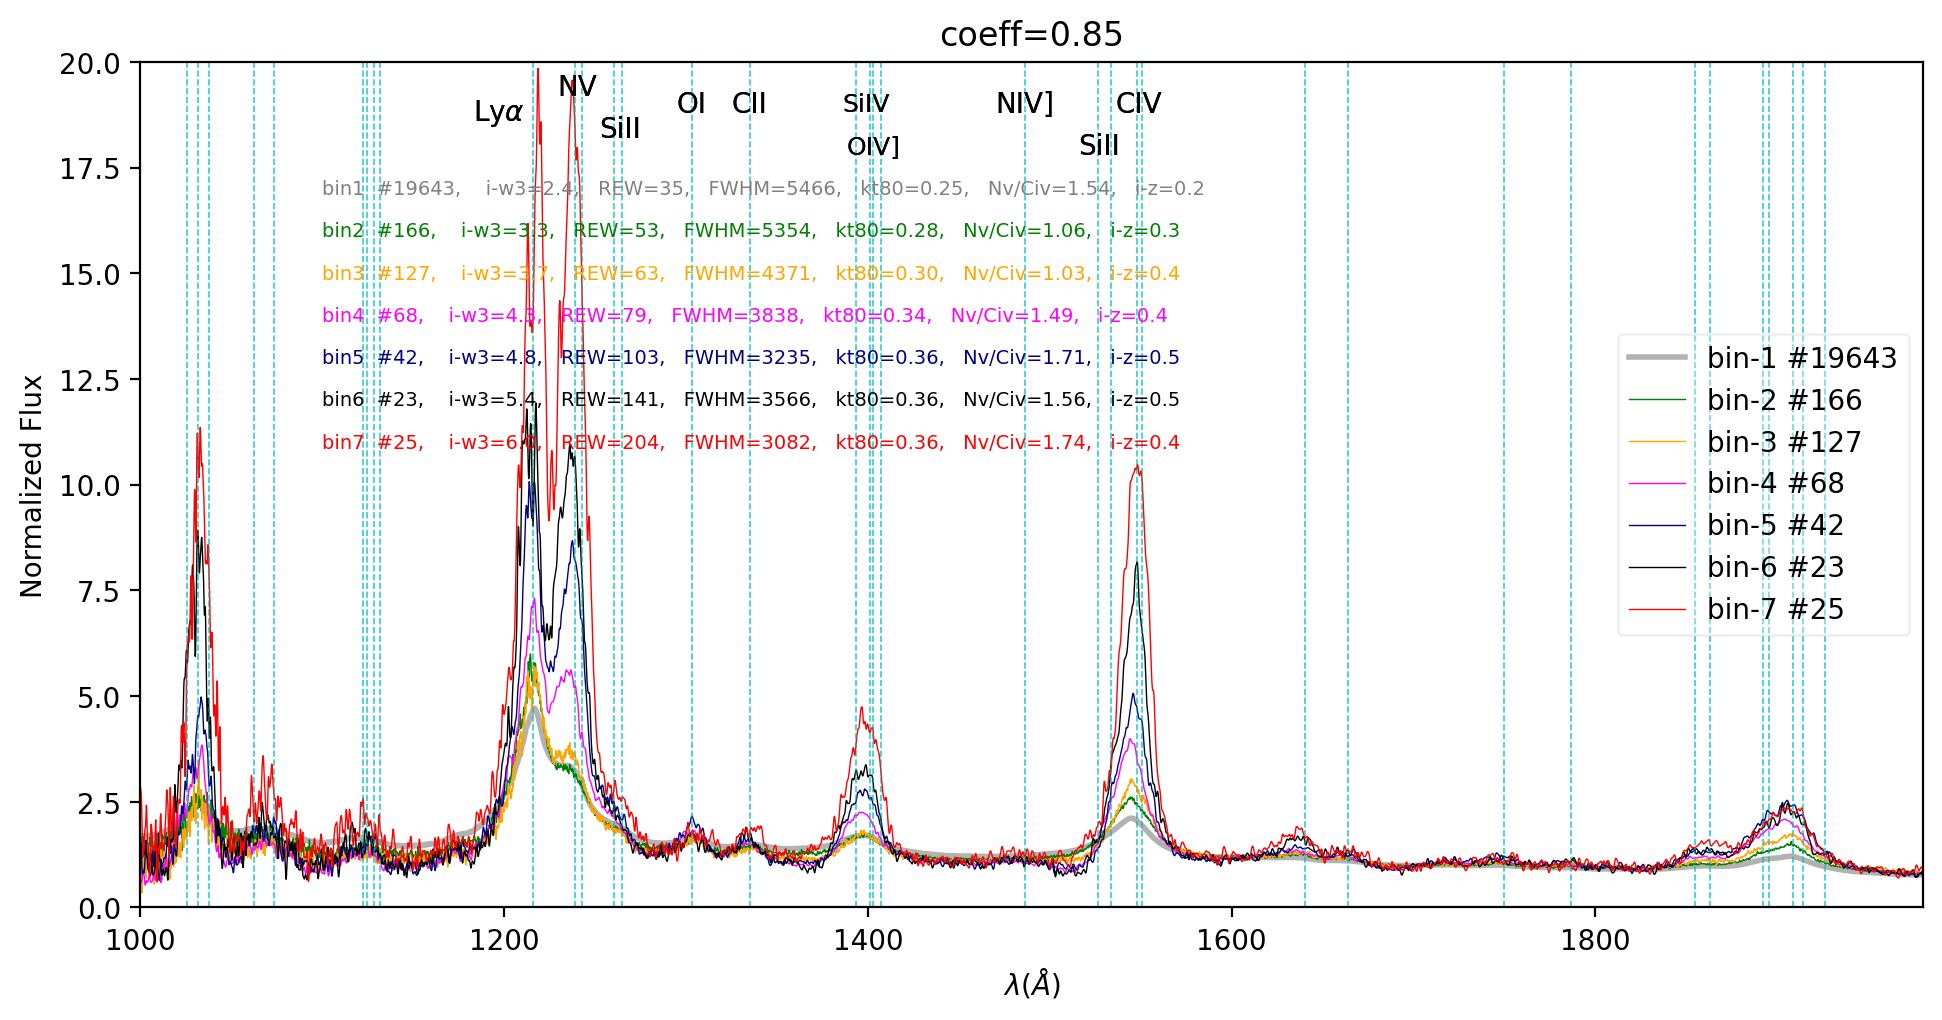 coeff=0.85
20.0
17.5
15.0
12.5
10.0
7.5
5.0
2.5
0.0
Normalized Flux
NV
Lyα
SiII
OI
CII
SiIV
OIV]
NIV]
CIV
SiII
bin1 #19643, i-w3=2.4, REW=35, FWHM=5466, kt80=0.25, Nv/Civ=1.54, i-z=0.2
bin2 #166, i-w3=3.3, REW=53, FWHM=5354, kt80=0.28, Nv/Civ=1.06, i-z=0.3
bin3 #127, i-w3=3.7, REW=63, FWHM=4371, kt80=0.30, Nv/Civ=1.03, i-z=0.4
bin4 #68, i-w3=4.3, REW=79, FWHM=3838, kt80=0.34, Nv/Civ=1.49, i-z=0.4
bin5 #42, i-w3=4.8, REW=103, FWHM=3235, kt80=0.36, Nv/Civ=1.71, i-z=0.5
bin6 #23, i-w3=5.4, REW=141, FWHM=3566, kt80=0.36, Nv/Civ=1.56, i-z=0.5
bin7 #25, REW=204, FWHM=3082, kt80=0.36, Nv/Civ=1.74, i-z=0.4
bin-1 #19643
bin-2 #166
bin-3 #127
bin-4 #68
bin-5 #42
bin-6 #23
bin-7 #25
1000
1200
1400
1600
1800
λ(Å)